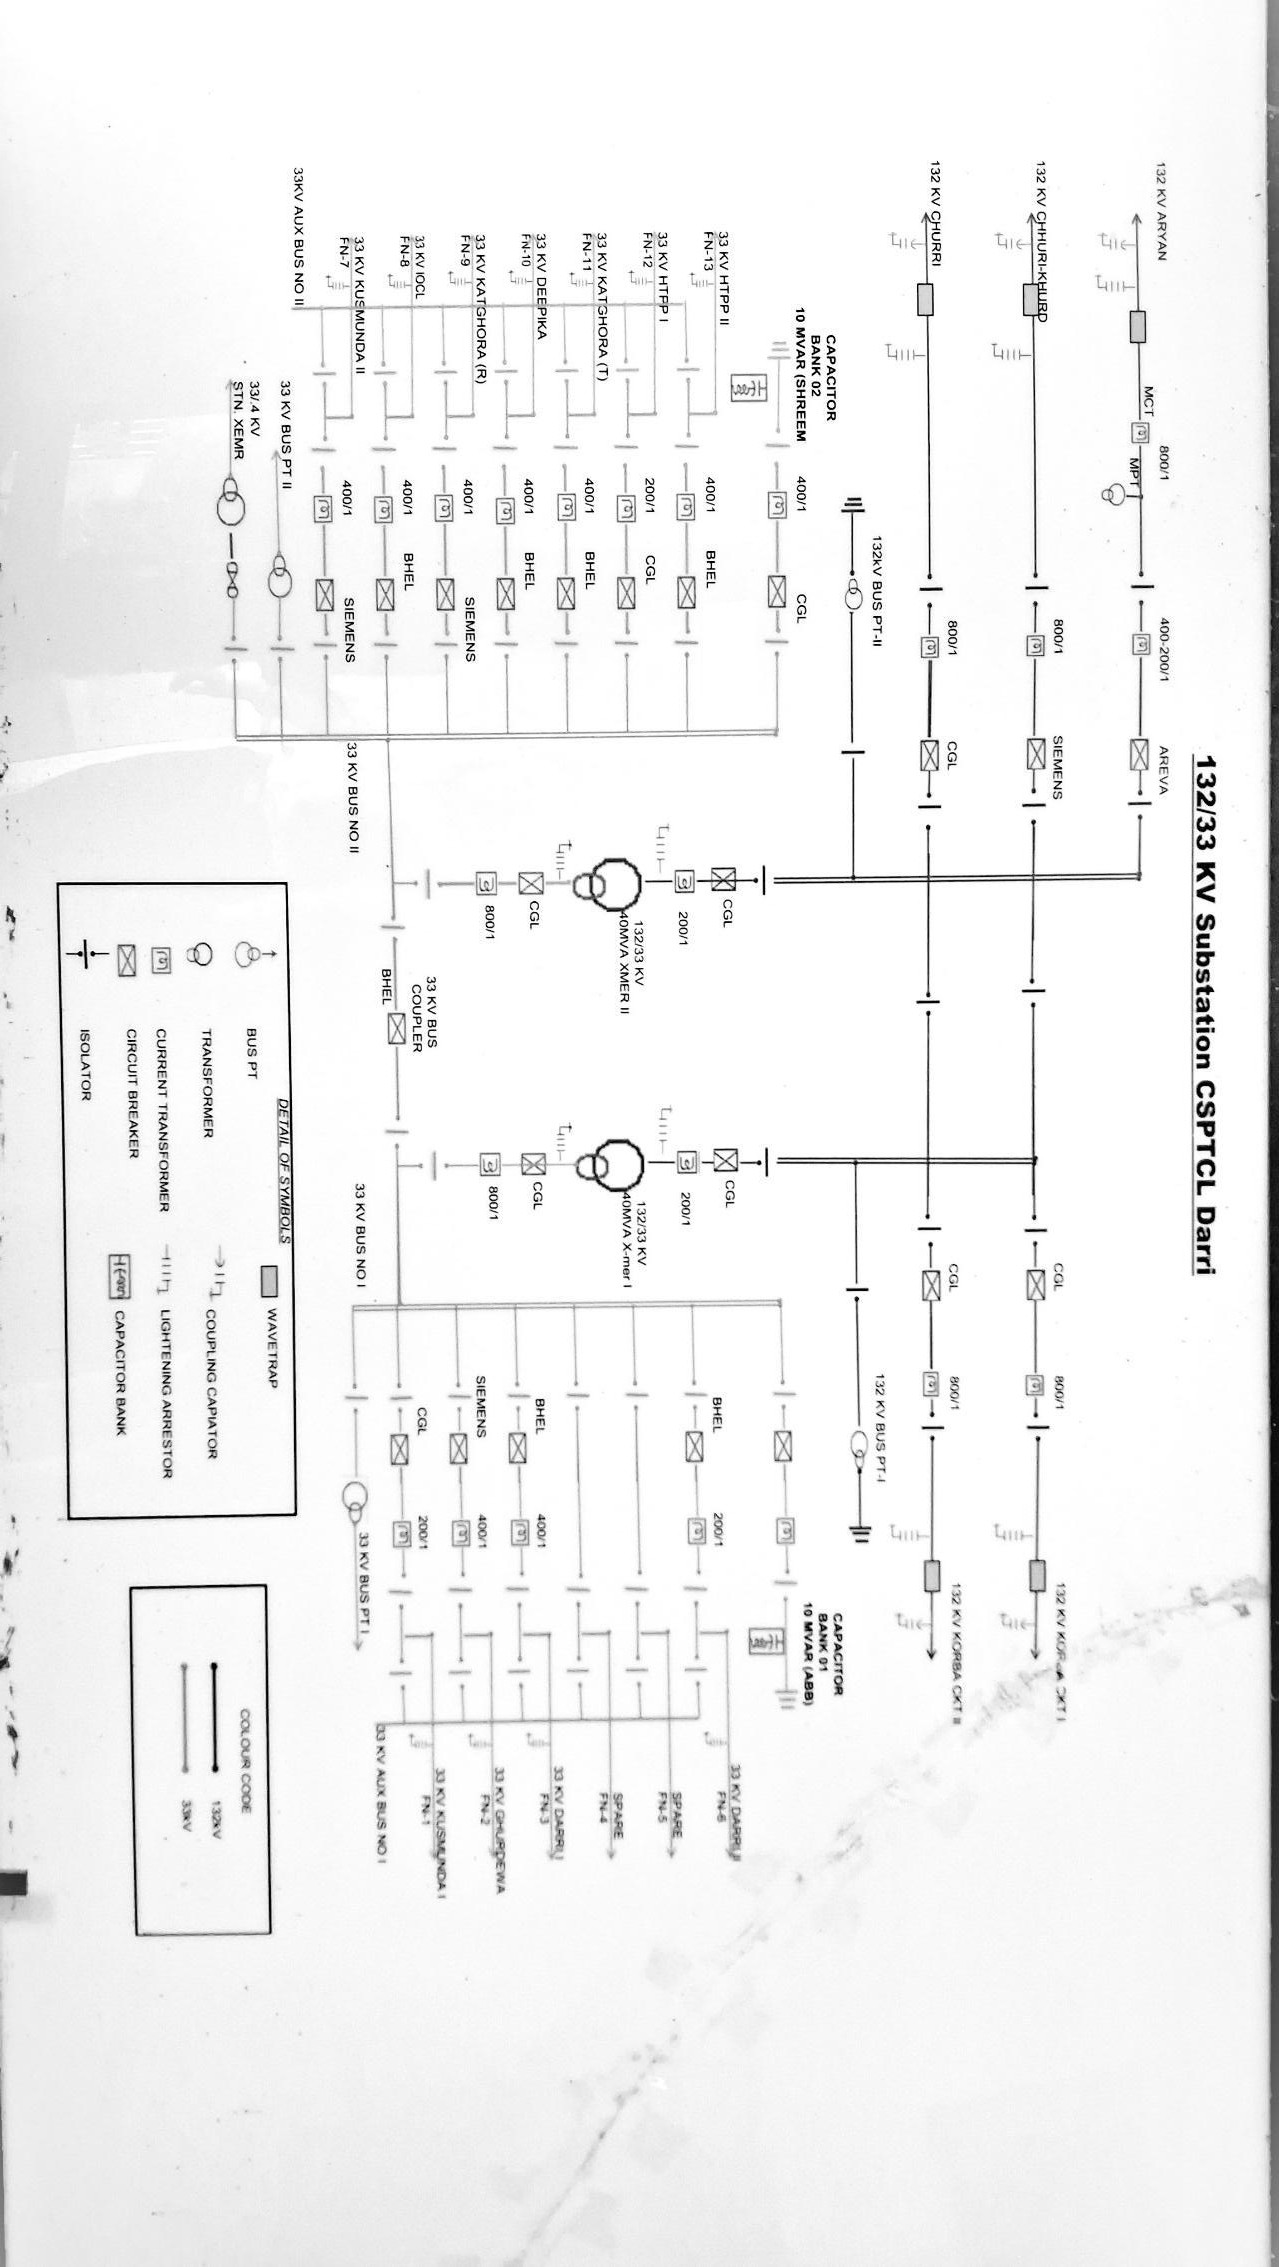 132/33 KV Substation CSPTCL Darri
132 KV ARYAN
MCT
800/1
MPT
400-200/1
AREVA
132 KV CHHURI-KHURD
800/1
SIEMENS
CGL
800/1
132 KV KORBA CKT I
132 KV CHURRI
800/1
CGL
CGL
800/1
132 KV KORBA CKT II
132KV BUS PT-II
132 KV BUS PT-I
CAPACITOR
BANK 02
10 MVAR (SHREEM
400/1
CGL
CGL
200/1
132/33 KV
40MVA XMER II
CGL
800/1
CGL
200/1
132/33 KV
40MVA X-mer I
CGL
800/1
CAPACITOR
BANK 01
10 MVAR (ABB)
33 KV HTPP II
FN-13
400/1
BHEL
33 KV HTPP I
FN-12
200/1
CGL
33 KV KATGHORA (T)
FN-11
400/1
BHEL
33 KV DEEPIKA
FN-10
400/1
BHEL
33 KV KATGHORA (R)
FN-9
400/1
SIEMENS
33 KV IOCL
FN-8
400/1
BHEL
33 KV KUSMUNDA II
FN-7
400/1
SIEMENS
33KV AUX BUS NO II
33 KV BUS PT II
33/.4 KV
STN. XEMR
33 KV BUS NO II
33 KV BUS
COUPLER
BHEL
33 KV BUS NO I
BHEL
200/1
33 KV DARRI II
FN-6
SPARE
FN-5
SPARE
FN-4
BHEL
400/1
33 KV DARRI I
FN-3
SIEMENS
400/1
33 KV GHURDEWA
FN-2
CGL
200/1
33 KV KUSMUNDA I
FN-1
33 KV AUX BUS NO I
33 KV BUS PT I
DETAIL OF SYMBOLS
BUS PT
WAVETRAP
TRANSFORMER
COUPLING CAPIATOR
CURRENT TRANSFORMER
LIGHTENING ARRESTOR
CIRCUIT BREAKER
CAPACITOR BANK
ISOLATOR
COLOUR CODE
132kV
33kV